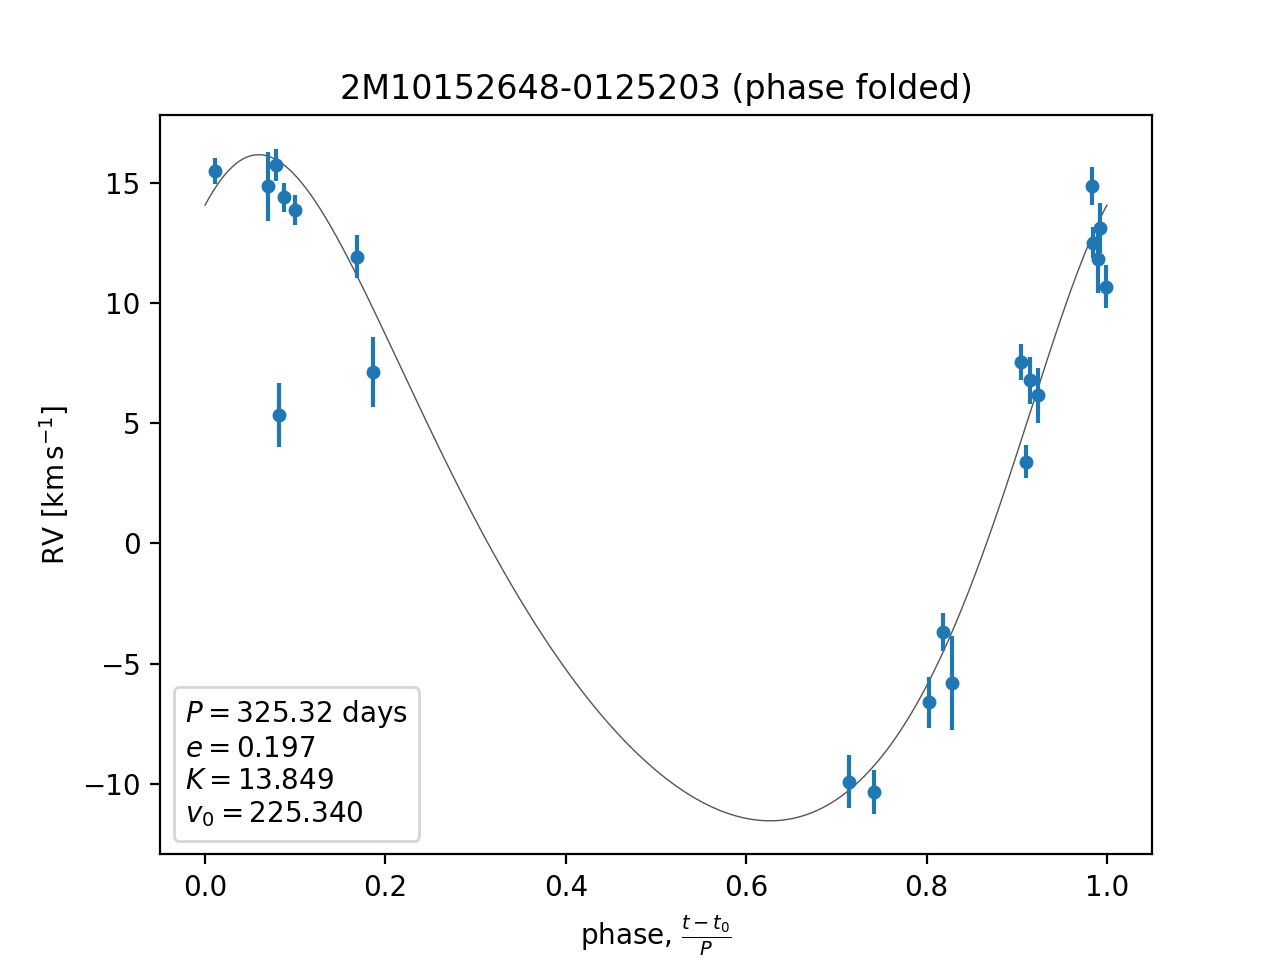 2M10152648-0125203 (phase folded)
RV [km s⁻¹]
15
10
5
0
−5
−10
P = 325.32 days
e = 0.197
K = 13.849
v₀ = 225.340
0.0 0.2 0.4 0.6 0.8 1.0
phase, (t − t₀)/P